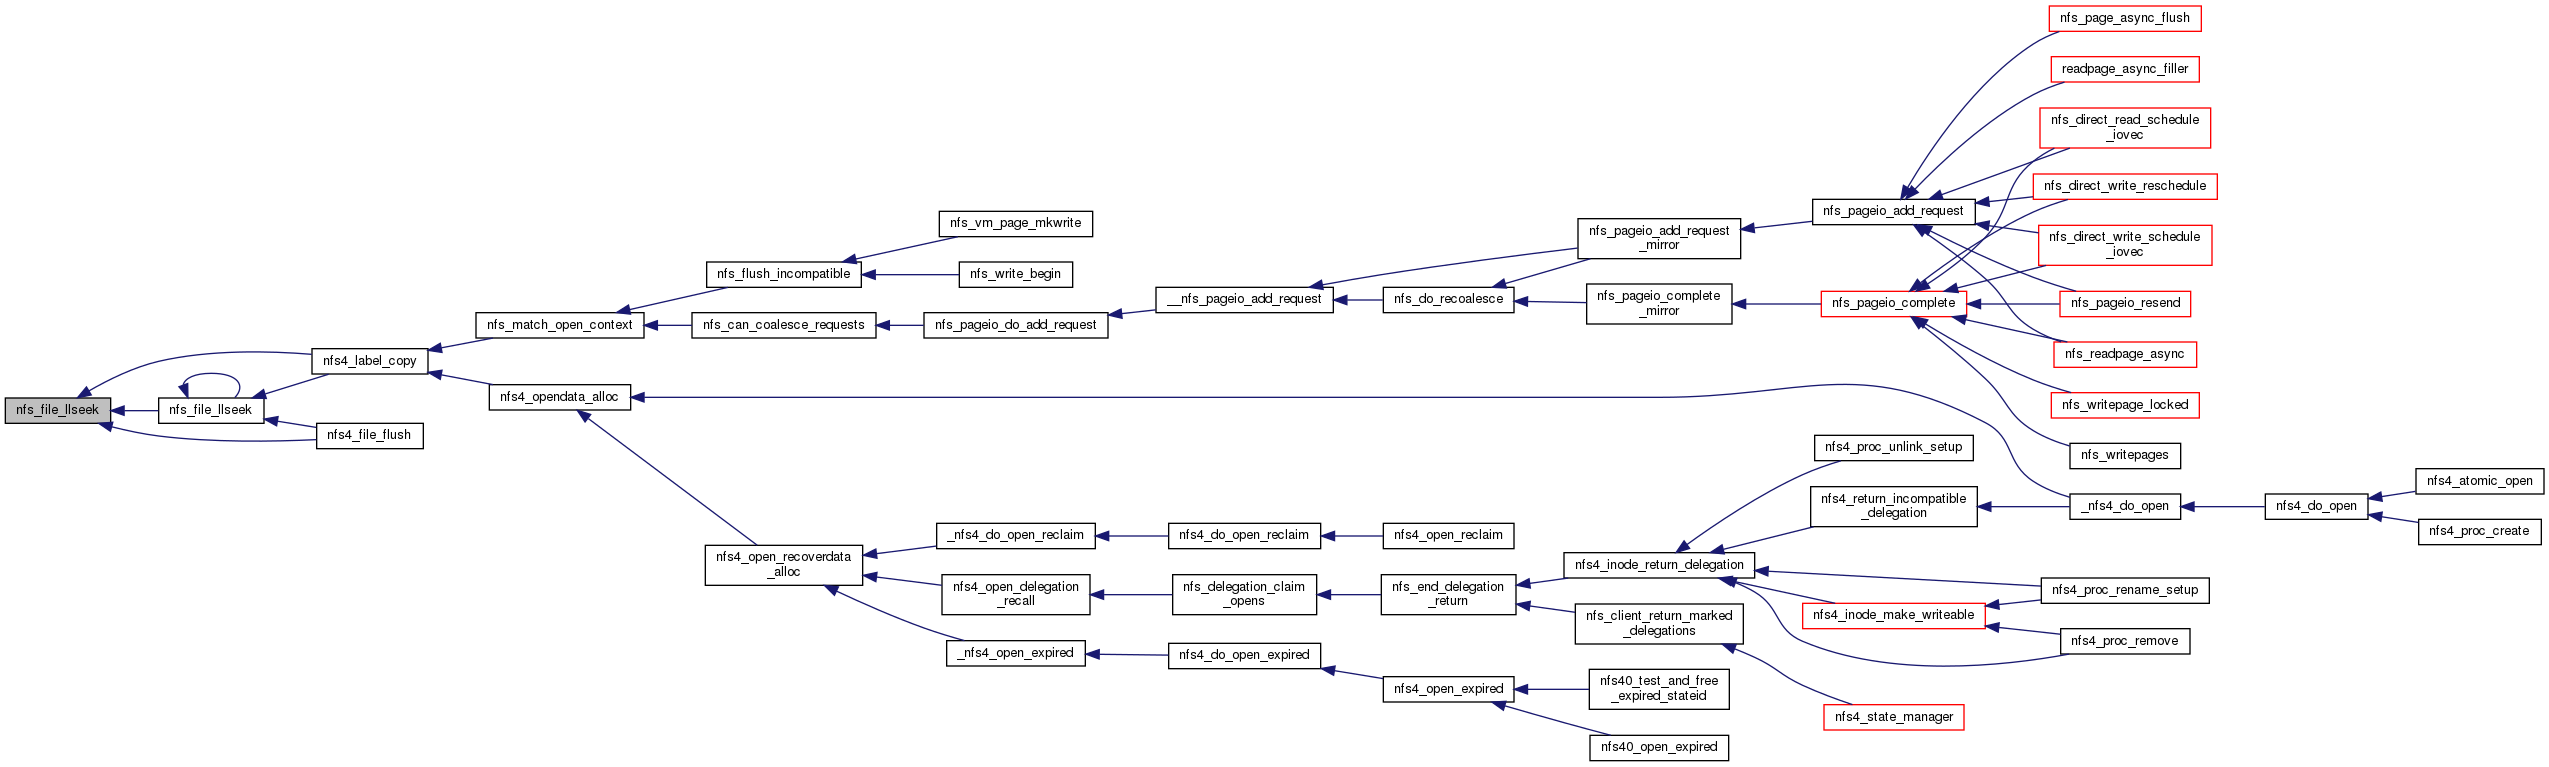 nfs_page_async_flush
readpage_async_filler
nfs_direct_read_schedule
_iovec
nfs_direct_write_reschedule
nfs_pageio_add_request
nfs_vm_page_mkwrite
nfs_pageio_add_request
_mirror
nfs_direct_write_schedule
_iovec
nfs_flush_incompatible
nfs_write_begin
__nfs_pageio_add_request
nfs_do_recoalesce
nfs_pageio_complete
_mirror
nfs_pageio_complete
nfs_pageio_resend
nfs_match_open_context
nfs_can_coalesce_requests
nfs_pageio_do_add_request
nfs_readpage_async
nfs4_label_copy
nfs4_opendata_alloc
nfs_file_llseek
nfs_file_llseek
nfs_writepage_locked
nfs4_file_flush
nfs4_proc_unlink_setup
nfs_writepages
nfs4_return_incompatible
_delegation
_nfs4_do_open
nfs4_do_open
nfs4_atomic_open
nfs4_proc_create
_nfs4_do_open_reclaim
nfs4_do_open_reclaim
nfs4_open_reclaim
nfs4_open_recoverdata
_alloc
nfs4_inode_return_delegation
nfs4_open_delegation
_recall
nfs_delegation_claim
_opens
nfs_end_delegation
_return
nfs4_proc_rename_setup
nfs4_inode_make_writeable
nfs_client_return_marked
_delegations
nfs4_proc_remove
_nfs4_open_expired
nfs4_do_open_expired
nfs4_open_expired
nfs40_test_and_free
_expired_stateid
nfs4_state_manager
nfs40_open_expired